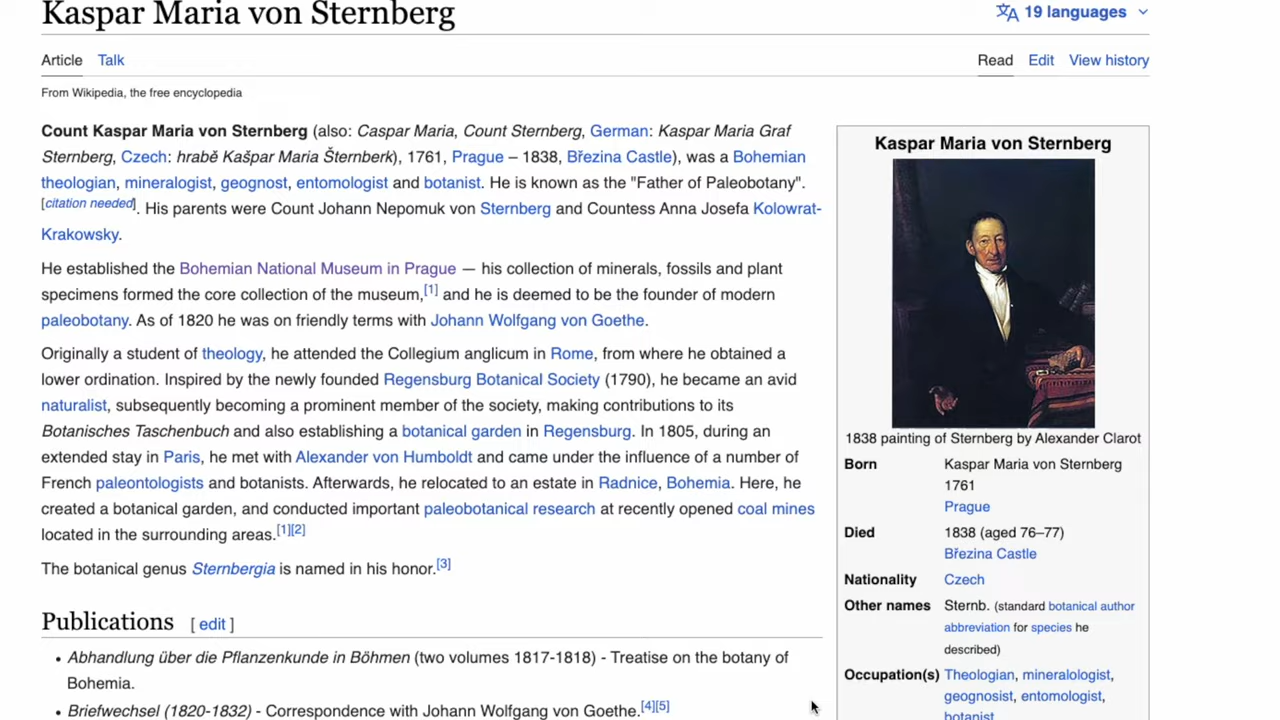 Kaspar Maria von Sternberg
19 languages
Article Talk
Read Edit View history
From Wikipedia, the free encyclopedia
Count Kaspar Maria von Sternberg (also: Caspar Maria, Count Sternberg, German: Kaspar Maria Graf
Sternberg, Czech: hrabě Kašpar Maria Šternberk), 1761, Prague – 1838, Březina Castle), was a Bohemian
theologian, mineralogist, geognost, entomologist and botanist. He is known as the "Father of Paleobotany".
[citation needed]. His parents were Count Johann Nepomuk von Sternberg and Countess Anna Josefa Kolowrat-
Krakowsky.
He established the Bohemian National Museum in Prague — his collection of minerals, fossils and plant
specimens formed the core collection of the museum,[1] and he is deemed to be the founder of modern
paleobotany. As of 1820 he was on friendly terms with Johann Wolfgang von Goethe.
Originally a student of theology, he attended the Collegium anglicum in Rome, from where he obtained a
lower ordination. Inspired by the newly founded Regensburg Botanical Society (1790), he became an avid
naturalist, subsequently becoming a prominent member of the society, making contributions to its
Botanisches Taschenbuch and also establishing a botanical garden in Regensburg. In 1805, during an
extended stay in Paris, he met with Alexander von Humboldt and came under the influence of a number of
French paleontologists and botanists. Afterwards, he relocated to an estate in Radnice, Bohemia. Here, he
created a botanical garden, and conducted important paleobotanical research at recently opened coal mines
located in the surrounding areas.[1][2]
The botanical genus Sternbergia is named in his honor.[3]
Publications [ edit ]
• Abhandlung über die Pflanzenkunde in Böhmen (two volumes 1817-1818) - Treatise on the botany of
Bohemia.
• Briefwechsel (1820-1832) - Correspondence with Johann Wolfgang von Goethe.[4][5]
Kaspar Maria von Sternberg
1838 painting of Sternberg by Alexander Clarot
Born Kaspar Maria von Sternberg
1761
Prague
Died 1838 (aged 76–77)
Březina Castle
Nationality Czech
Other names Sternb. (standard botanical author
abbreviation for species he
described)
Occupation(s) Theologian, mineralologist,
geognosist, entomologist,
botanist